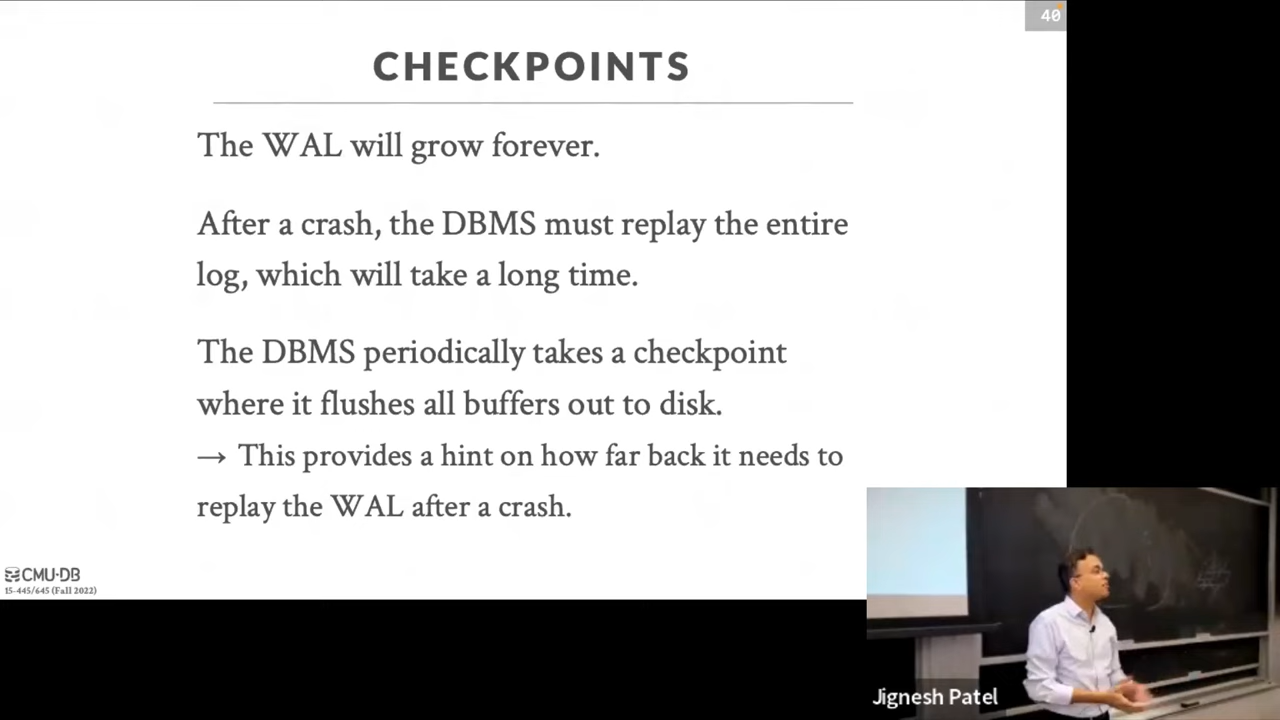 40
CHECKPOINTS
The WAL will grow forever.
After a crash, the DBMS must replay the entire
log, which will take a long time.
The DBMS periodically takes a checkpoint
where it flushes all buffers out to disk.
→ This provides a hint on how far back it needs to
replay the WAL after a crash.
CMU·DB
15-445/645 (Fall 2022)
Jignesh Patel